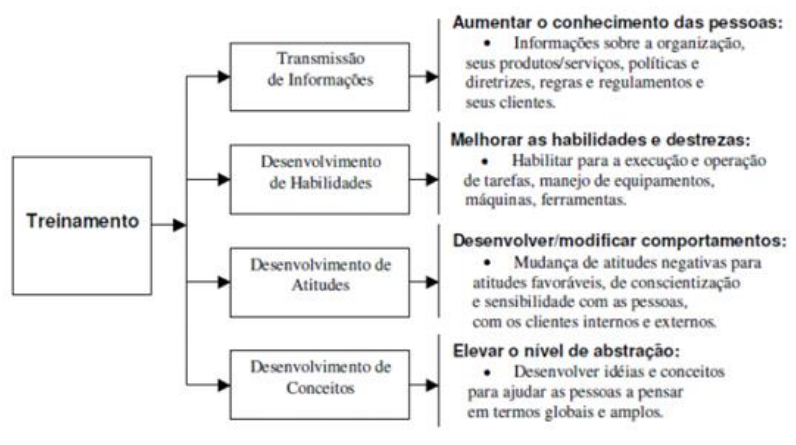 Treinamento
Transmissão
de Informações
Aumentar o conhecimento das pessoas:
• Informações sobre a organização,
seus produtos/serviços, políticas e
diretrizes, regras e regulamentos e
seus clientes.
Desenvolvimento
de Habilidades
Melhorar as habilidades e destrezas:
• Habilitar para a execução e operação
de tarefas, manejo de equipamentos,
máquinas, ferramentas.
Desenvolvimento de
Atitudes
Desenvolver/modificar comportamentos:
• Mudança de atitudes negativas para
atitudes favoráveis, de conscientização
e sensibilidade com as pessoas,
com os clientes internos e externos.
Desenvolvimento de
Conceitos
Elevar o nível de abstração:
• Desenvolver idéias e conceitos
para ajudar as pessoas a pensar
em termos globais e amplos.